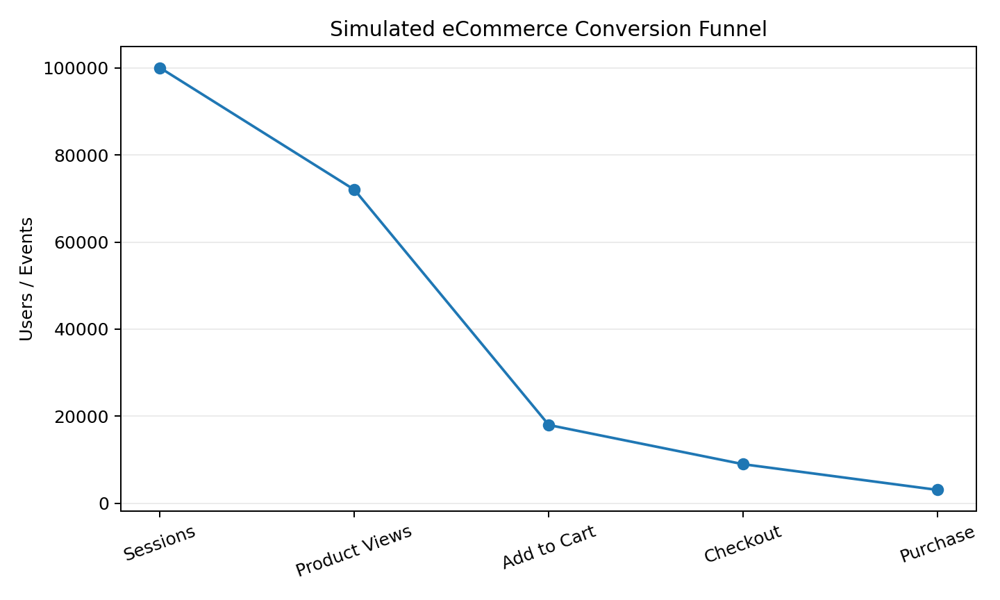 Simulated eCommerce Conversion Funnel
100000
80000
60000
40000
20000
0
Users / Events
Sessions
Product Views
Add to Cart
Checkout
Purchase